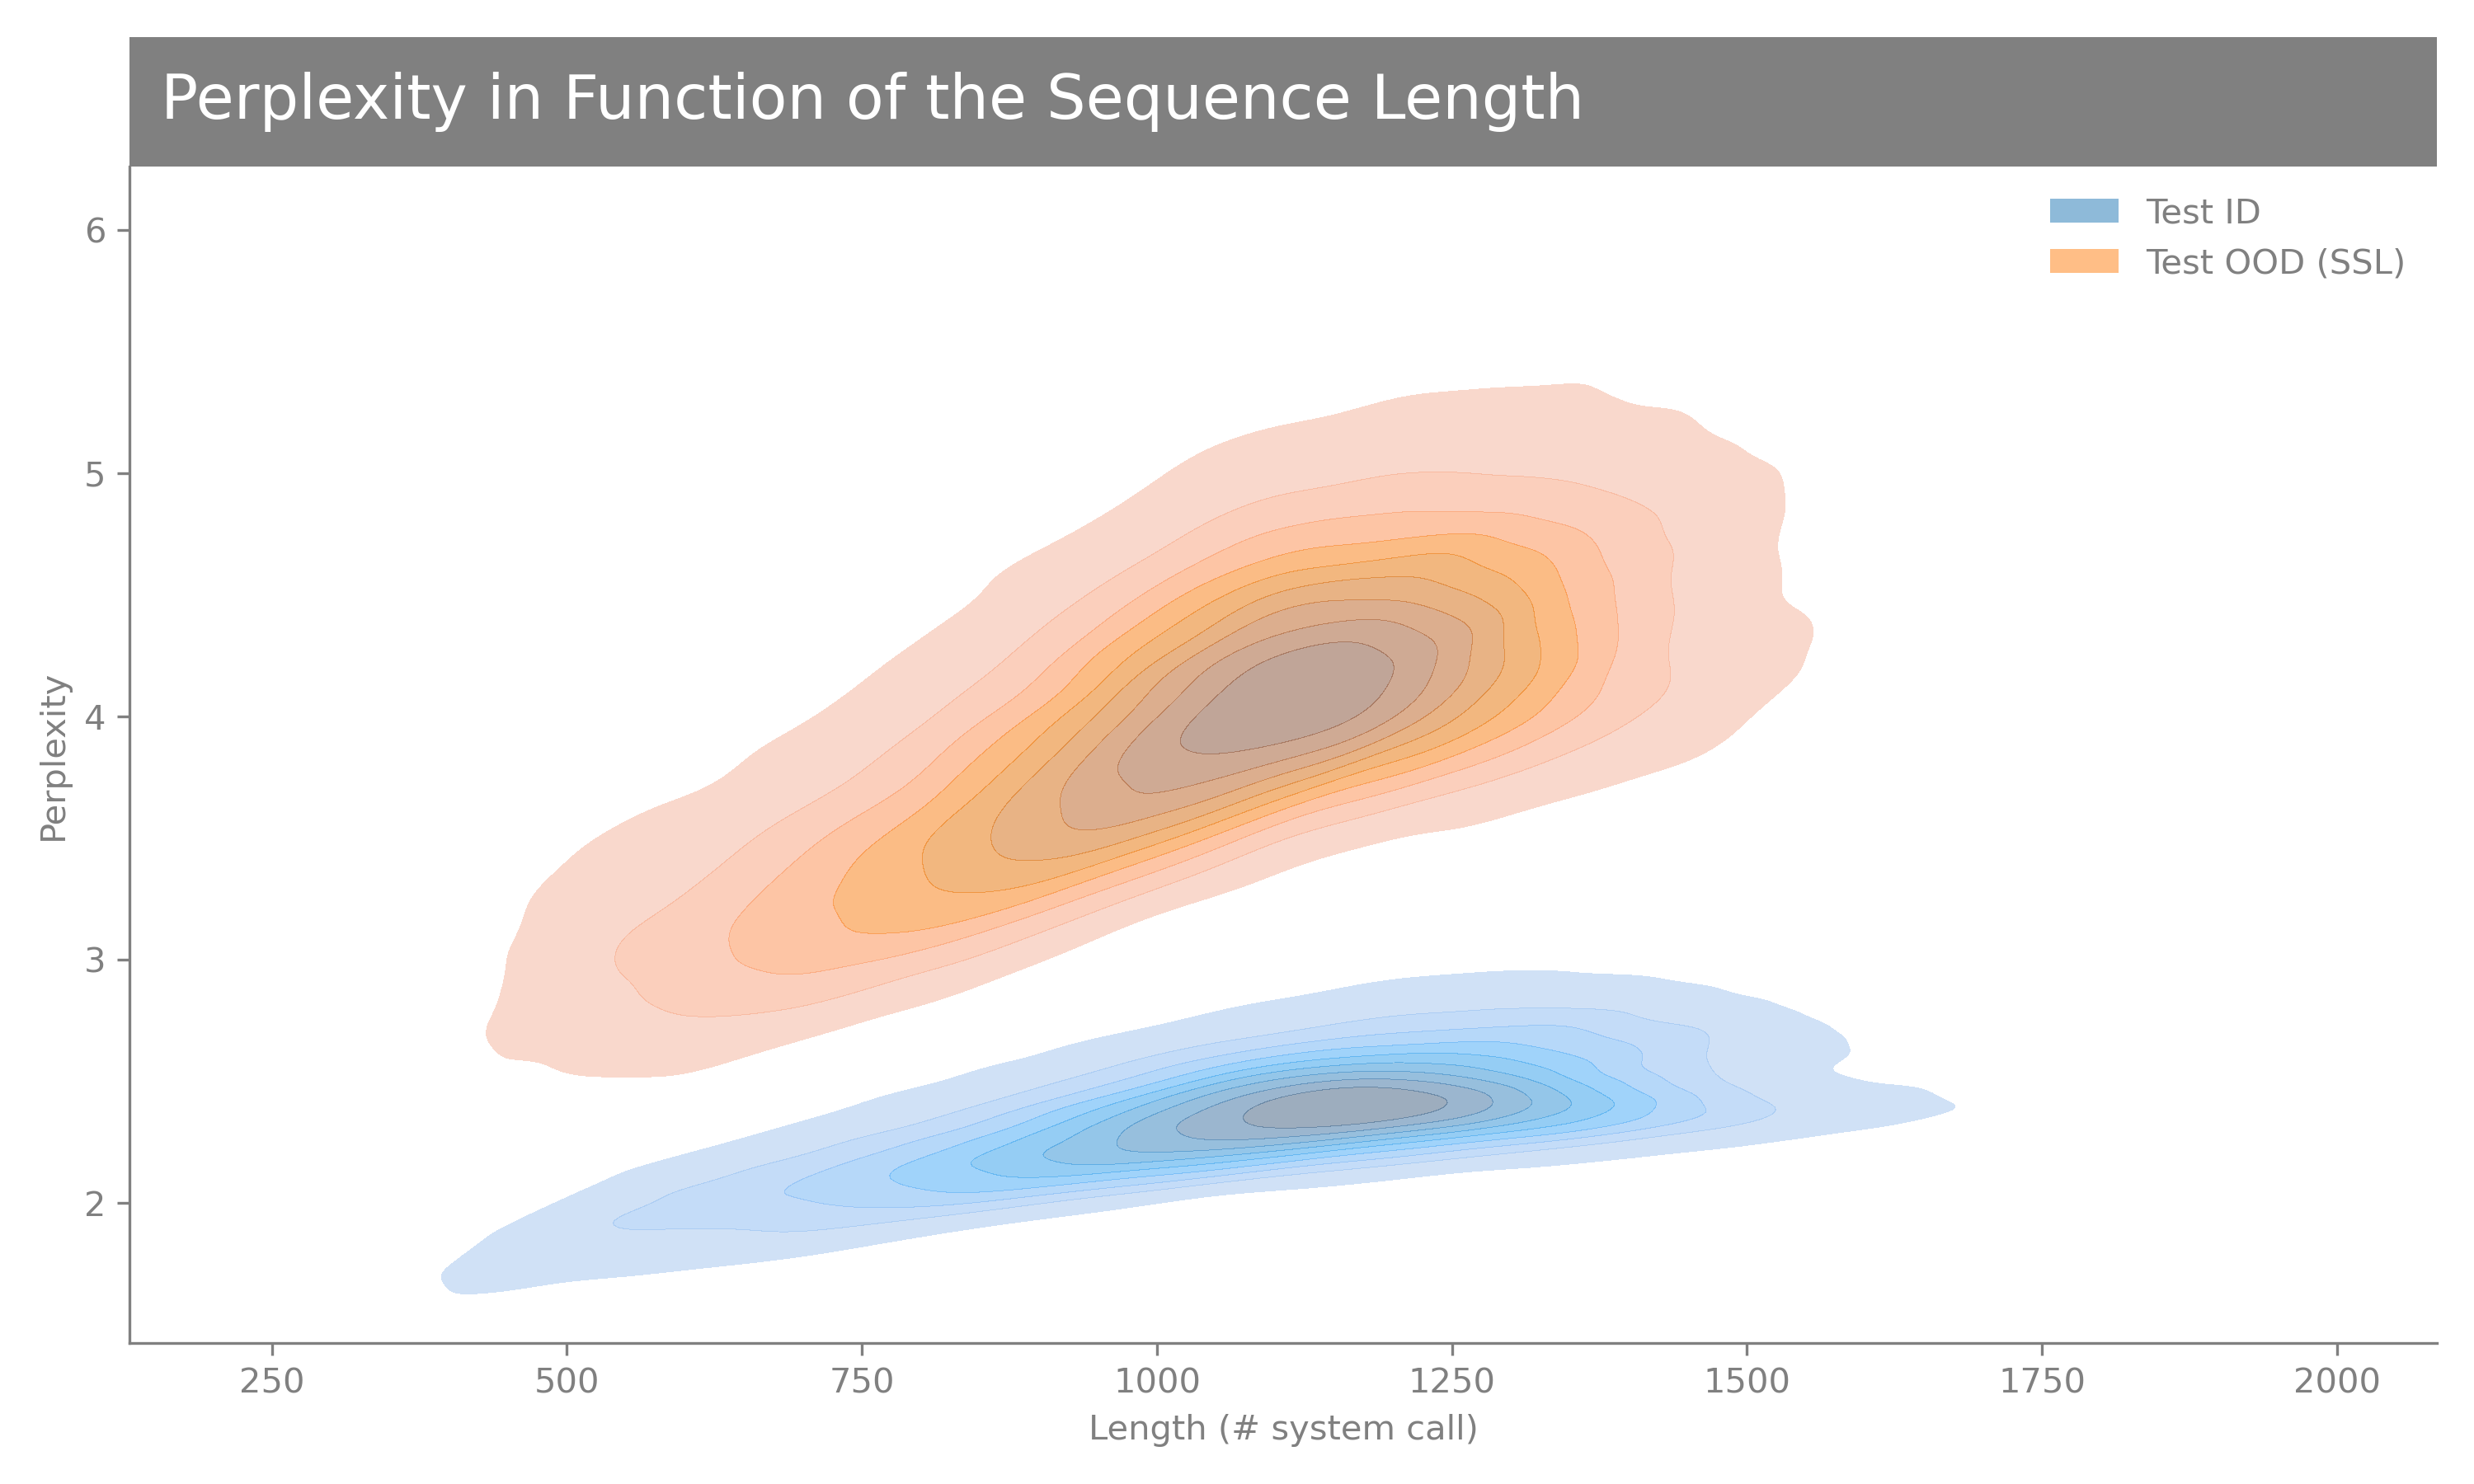 Perplexity in Function of the Sequence Length
Test ID
Test OOD (SSL)
6
5
4
3
2
Perplexity
250 500 750 1000 1250 1500 1750 2000
Length (# system call)